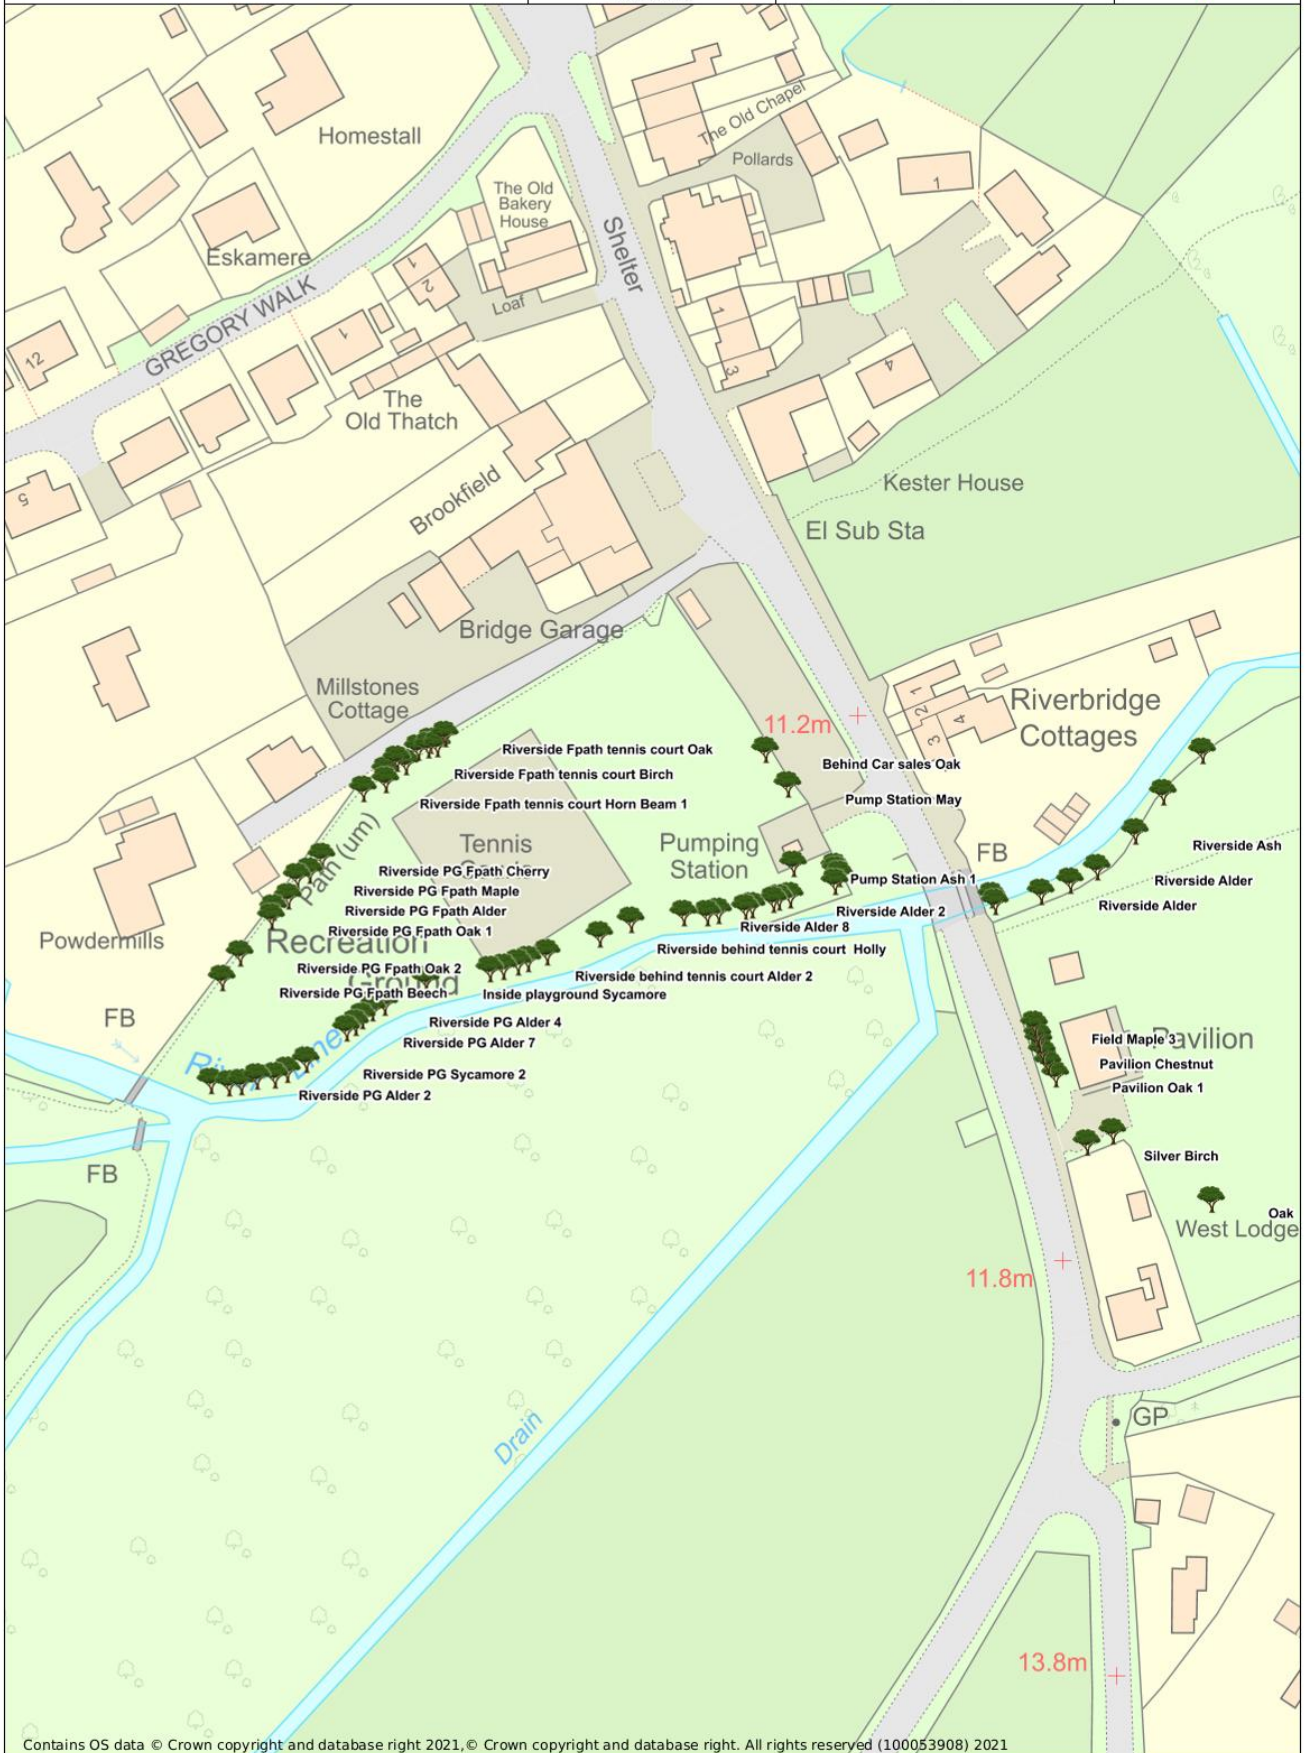 Homestall
The Old Chapel
Pollards
1
The Old
Bakery
House
Shelter
Eskamere
1
2
Loaf
GREGORY WALK
1
12
1
3
4
The
Old Thatch
5
Brookfield
Kester House
El Sub Sta
Bridge Garage
Millstones
Cottage
11.2m
1
2
3
4
Riverbridge
Cottages
Riverside Fpath tennis court Oak
Behind Car sales Oak
Riverside Fpath tennis court Birch
Riverside Fpath tennis court Horn Beam 1
Pump Station May
Path (um)
Tennis
Pumping
Station
FB
Riverside Ash
Riverside PG Fpath Cherry
Pump Station Ash 1
Riverside Alder
Riverside PG Fpath Maple
Riverside PG Fpath Alder
Riverside Alder 2
Riverside Alder
Riverside PG Fpath Oak 1
Riverside Alder 8
Powdermills
Recreation
Ground
Riverside behind tennis court Holly
Riverside PG Fpath Oak 2
Riverside behind tennis court Alder 2
Riverside PG Fpath Beech
Inside playground Sycamore
FB
Riverside PG Alder 4
Riverside PG Alder 7
Field Maple 3
Pavilion
Pavilion Chestnut
Riverside PG Sycamore 2
Pavilion Oak 1
Riverside PG Alder 2
Silver Birch
FB
Oak
West Lodge
11.8m
GP
Drain
13.8m
Contains OS data © Crown copyright and database right 2021,© Crown copyright and database right. All rights reserved (100053908) 2021